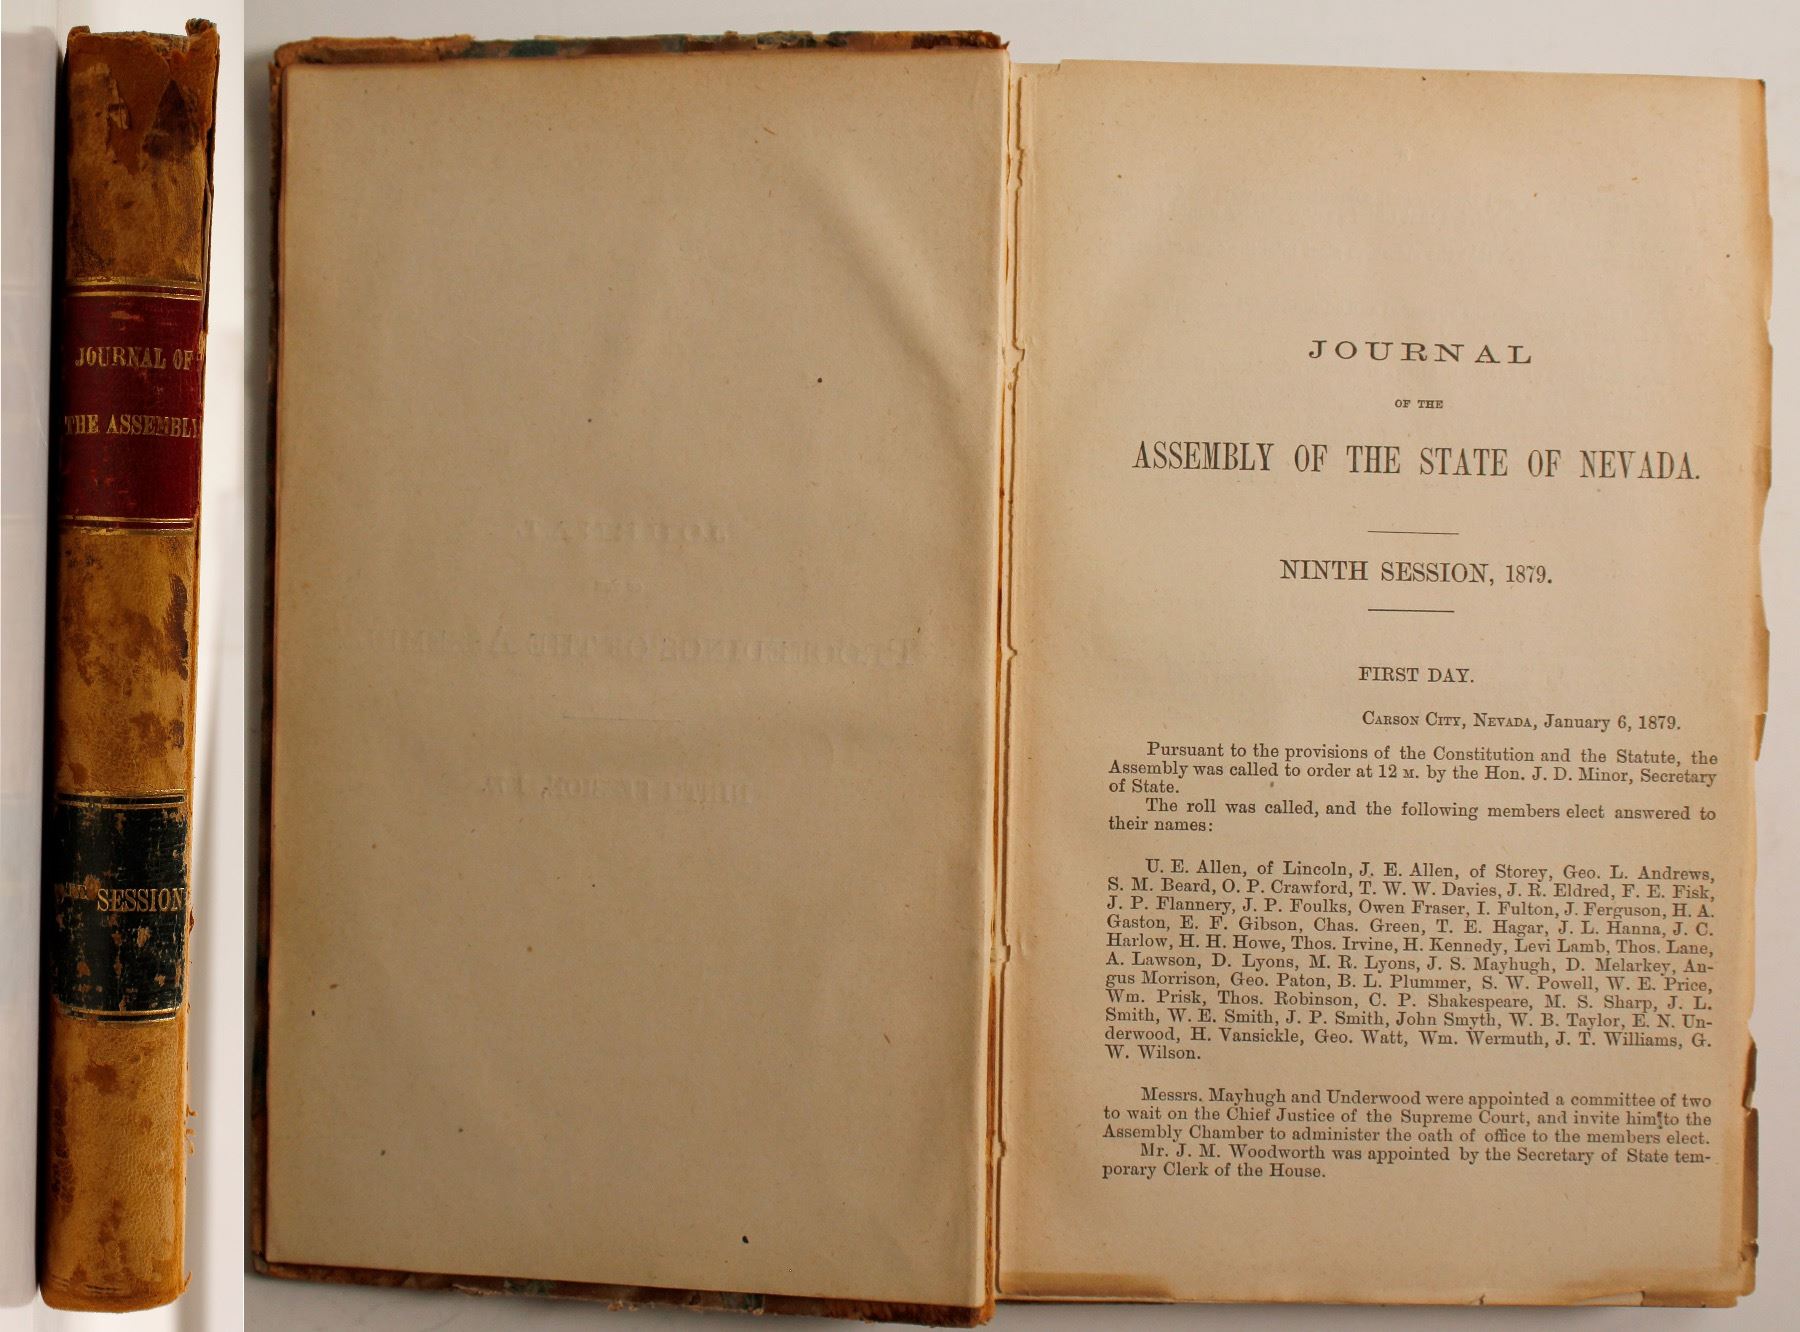 JOURNAL OF
THE ASSEMBLY
SESSION
JOURNAL
OF THE
ASSEMBLY OF THE STATE OF NEVADA.
NINTH SESSION, 1879.
FIRST DAY.
CARSON CITY, NEVADA, January 6, 1879.
Pursuant to the provisions of the Constitution and the Statute, the
Assembly was called to order at 12 M. by the Hon. J. D. Minor, Secretary
of State.
The roll was called, and the following members elect answered to
their names:
U. E. Allen, of Lincoln, J. E. Allen, of Storey, Geo. L. Andrews,
S. M. Beard, O. P. Crawford, T. W. W. Davies, J. R. Eldred, F. E. Fisk,
J. P. Flannery, J. P. Foulks, Owen Fraser, I. Fulton, J. Ferguson, H. A.
Gaston, E. F. Gibson, Chas. Green, T. E. Hagar, J. L. Hanna, J. C.
Harlow, H. H. Howe, Thos. Irvine, H. Kennedy, Levi Lamb, Thos. Lane,
A. Lawson, D. Lyons, M. R. Lyons, J. S. Mayhugh, D. Melarkey, An-
gus Morrison, Geo. Paton, B. L. Plummer, S. W. Powell, W. E. Price,
Wm. Prisk, Thos. Robinson, C. P. Shakespeare, M. S. Sharp, J. L.
Smith, W. E. Smith, J. P. Smith, John Smyth, W. B. Taylor, E. N. Un-
derwood, H. Vansickle, Geo. Watt, Wm. Wermuth, J. T. Williams, G.
W. Wilson.
Messrs. Mayhugh and Underwood were appointed a committee of two
to wait on the Chief Justice of the Supreme Court, and invite him to the
Assembly Chamber to administer the oath of office to the members elect.
Mr. J. M. Woodworth was appointed by the Secretary of State tem-
porary Clerk of the House.